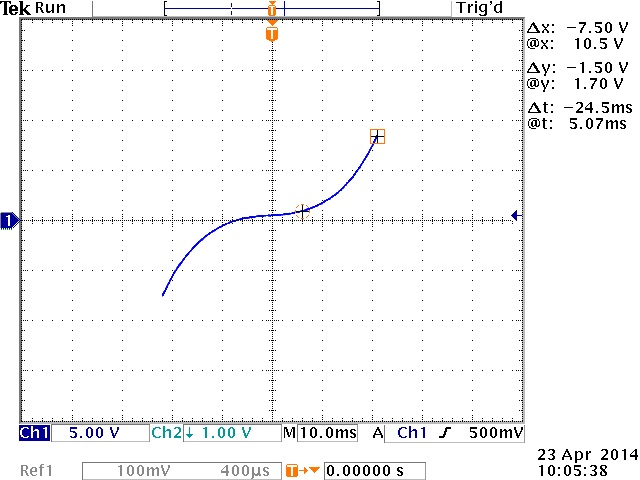 Tek Run Trig'd
T
T
Δx: −7.50 V
@x: 10.5 V
Δy: −1.50 V
@y: 1.70 V
Δt: −24.5ms
@t: 5.07ms
1
Ch1 5.00 V Ch2 1.00 V M 10.0ms A Ch1 500mV
Ref1 100mV 400µs T 0.00000 s
23 Apr 2014
10:05:38